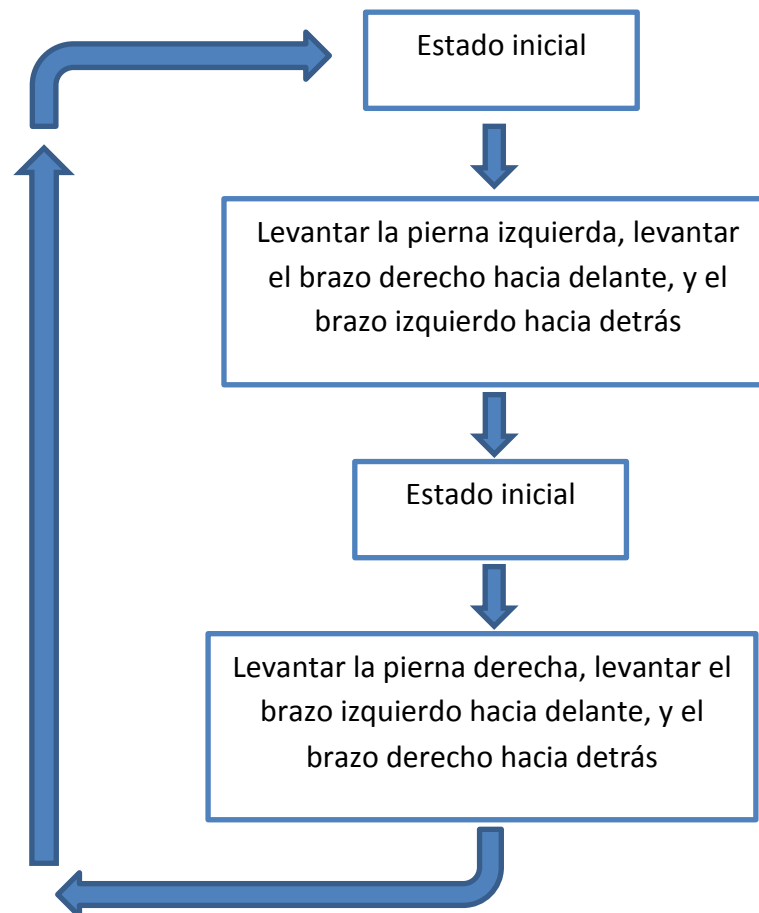 Estado inicial
Levantar la pierna izquierda, levantar
el brazo derecho hacia delante, y el
brazo izquierdo hacia detrás
Estado inicial
Levantar la pierna derecha, levantar el
brazo izquierdo hacia delante, y el
brazo derecho hacia detrás